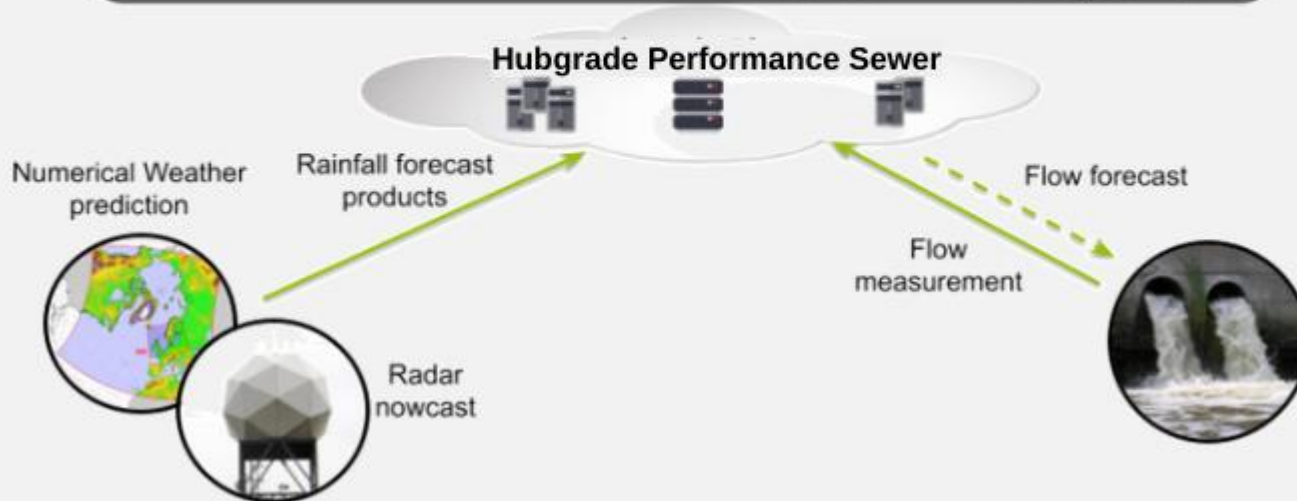 Hubgrade Performance Sewer
Numerical Weather
prediction
Rainfall forecast
products
Flow forecast
Flow
measurement
Radar
nowcast